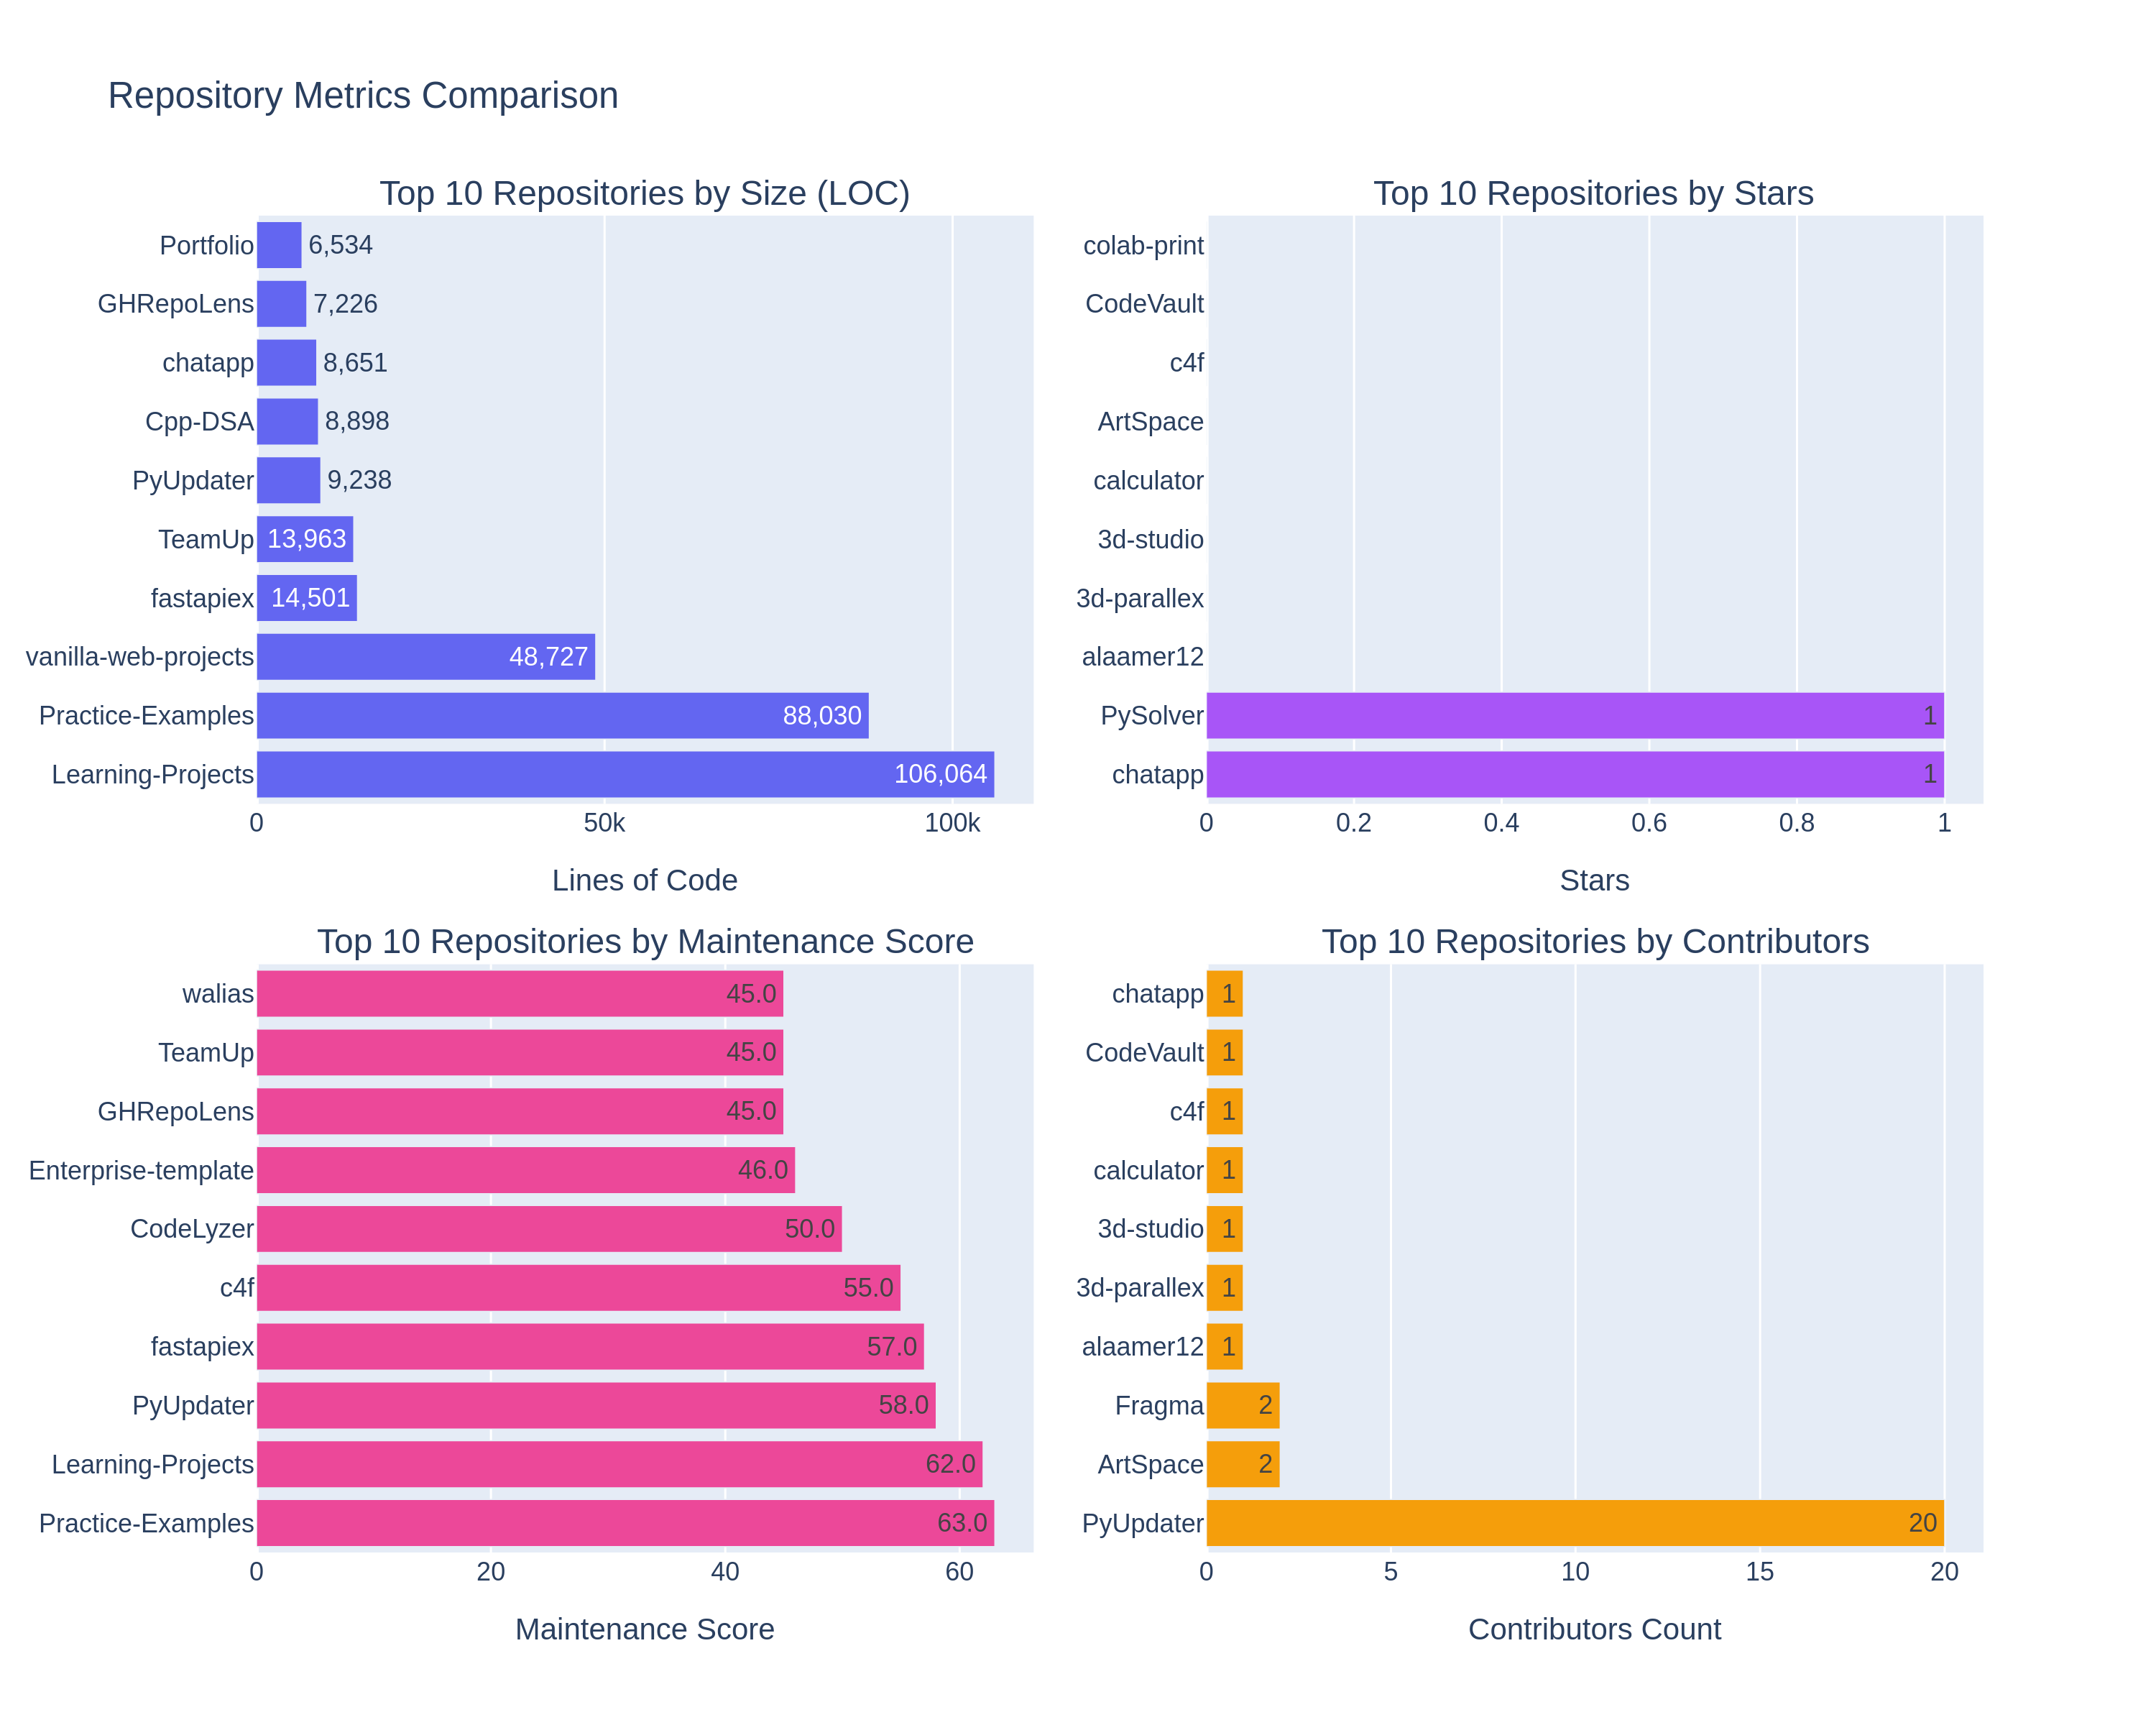 Repository Metrics Comparison
Top 10 Repositories by Size (LOC)
Portfolio 6,534
GHRepoLens 7,226
chatapp 8,651
Cpp-DSA 8,898
PyUpdater 9,238
TeamUp 13,963
fastapiex 14,501
vanilla-web-projects 48,727
Practice-Examples 88,030
Learning-Projects 106,064
0 50k 100k
Lines of Code
Top 10 Repositories by Stars
colab-print
CodeVault
c4f
ArtSpace
calculator
3d-studio
3d-parallex
alaamer12
PySolver 1
chatapp 1
0 0.2 0.4 0.6 0.8 1
Stars
Top 10 Repositories by Maintenance Score
walias 45.0
TeamUp 45.0
GHRepoLens 45.0
Enterprise-template 46.0
CodeLyzer 50.0
c4f 55.0
fastapiex 57.0
PyUpdater 58.0
Learning-Projects 62.0
Practice-Examples 63.0
0 20 40 60
Maintenance Score
Top 10 Repositories by Contributors
chatapp 1
CodeVault 1
c4f 1
calculator 1
3d-studio 1
3d-parallex 1
alaamer12 1
Fragma 2
ArtSpace 2
PyUpdater 20
0 5 10 15 20
Contributors Count